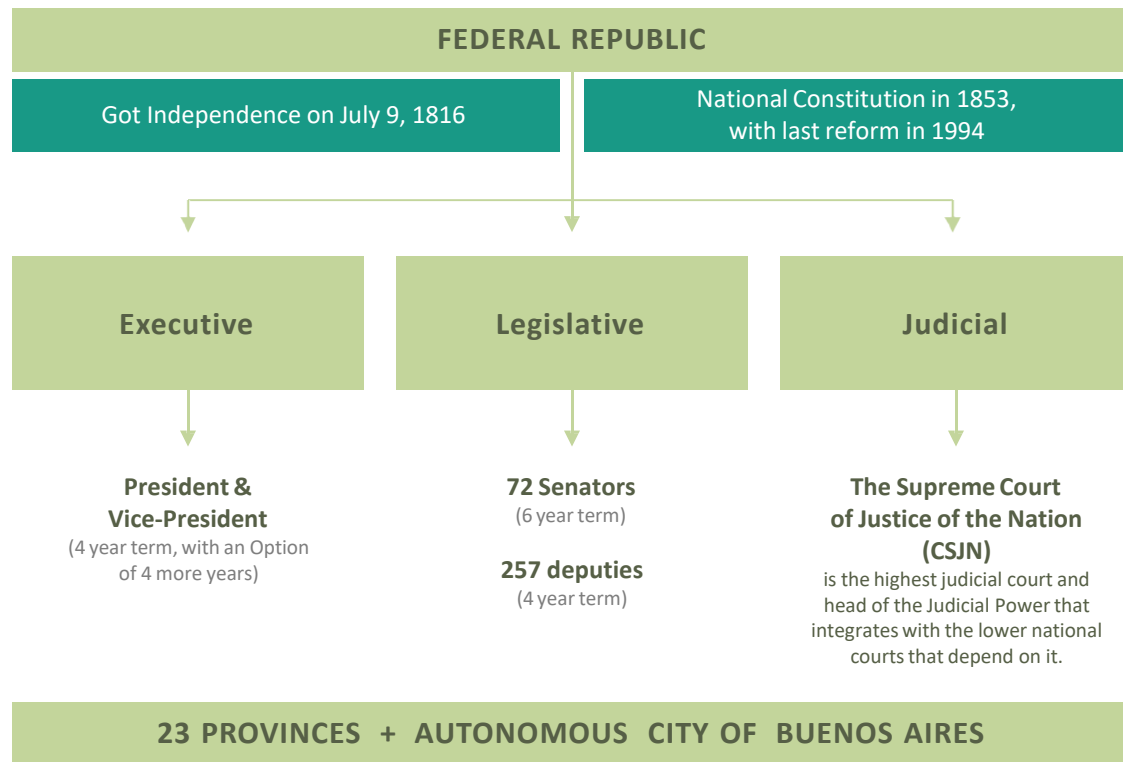 FEDERAL REPUBLIC
Got Independence on July 9, 1816
National Constitution in 1853,
with last reform in 1994
Executive
Legislative
Judicial
President &
Vice-President
(4 year term, with an Option
of 4 more years)
72 Senators
(6 year term)
257 deputies
(4 year term)
The Supreme Court
of Justice of the Nation
(CSJN)
is the highest judicial court and
head of the Judicial Power that
integrates with the lower national
courts that depend on it.
23 PROVINCES + AUTONOMOUS CITY OF BUENOS AIRES